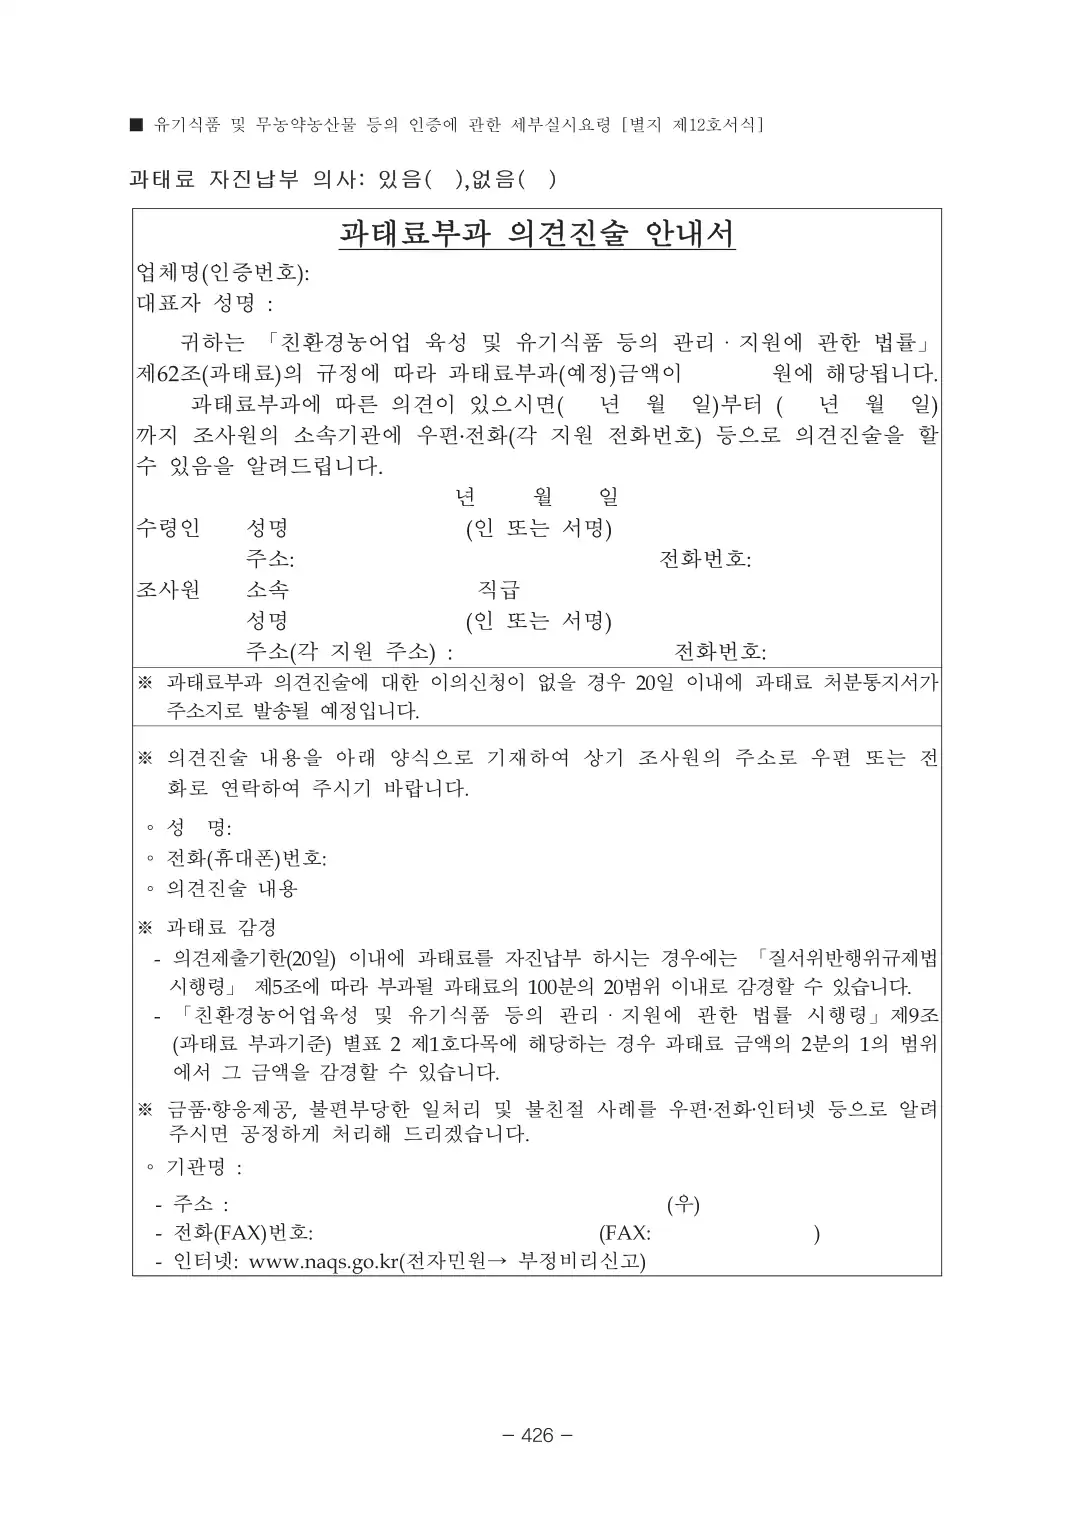 ■ 유기식품 및 무농약농산물 등의 인증에 관한 세부실시요령 [별지 제12호서식]
과태료 자진납부 의사: 있음(  ),없음(  )
과태료부과 의견진술 안내서
업체명(인증번호):
대표자 성명 :
귀하는 「친환경농어업 육성 및 유기식품 등의 관리 · 지원에 관한 법률」
제62조(과태료)의 규정에 따라 과태료부과(예정)금액이          원에 해당됩니다.
과태료부과에 따른 의견이 있으시면(   년  월  일)부터 (   년  월  일)
까지 조사원의 소속기관에 우편·전화(각 지원 전화번호) 등으로 의견진술을 할
수 있음을 알려드립니다.
년     월    일
수령인    성명                (인 또는 서명)
주소:                                전화번호:
조사원    소속                 직급
성명                (인 또는 서명)
주소(각 지원 주소) :                    전화번호:
※ 과태료부과 의견진술에 대한 이의신청이 없을 경우 20일 이내에 과태료 처분통지서가
주소지로 발송될 예정입니다.
※ 의견진술 내용을 아래 양식으로 기재하여 상기 조사원의 주소로 우편 또는 전
화로 연락하여 주시기 바랍니다.
◦ 성  명:
◦ 전화(휴대폰)번호:
◦ 의견진술 내용
※ 과태료 감경
- 의견제출기한(20일) 이내에 과태료를 자진납부 하시는 경우에는 「질서위반행위규제법
시행령」 제5조에 따라 부과될 과태료의 100분의 20범위 이내로 감경할 수 있습니다.
- 「친환경농어업육성 및 유기식품 등의 관리 · 지원에 관한 법률 시행령」제9조
(과태료 부과기준) 별표 2 제1호다목에 해당하는 경우 과태료 금액의 2분의 1의 범위
에서 그 금액을 감경할 수 있습니다.
※ 금품·향응제공, 불편부당한 일처리 및 불친절 사례를 우편·전화·인터넷 등으로 알려
주시면 공정하게 처리해 드리겠습니다.
◦ 기관명 :
- 주소 :                                        (우)
- 전화(FAX)번호:                          (FAX:               )
- 인터넷: www.naqs.go.kr(전자민원→ 부정비리신고)
– 426 –